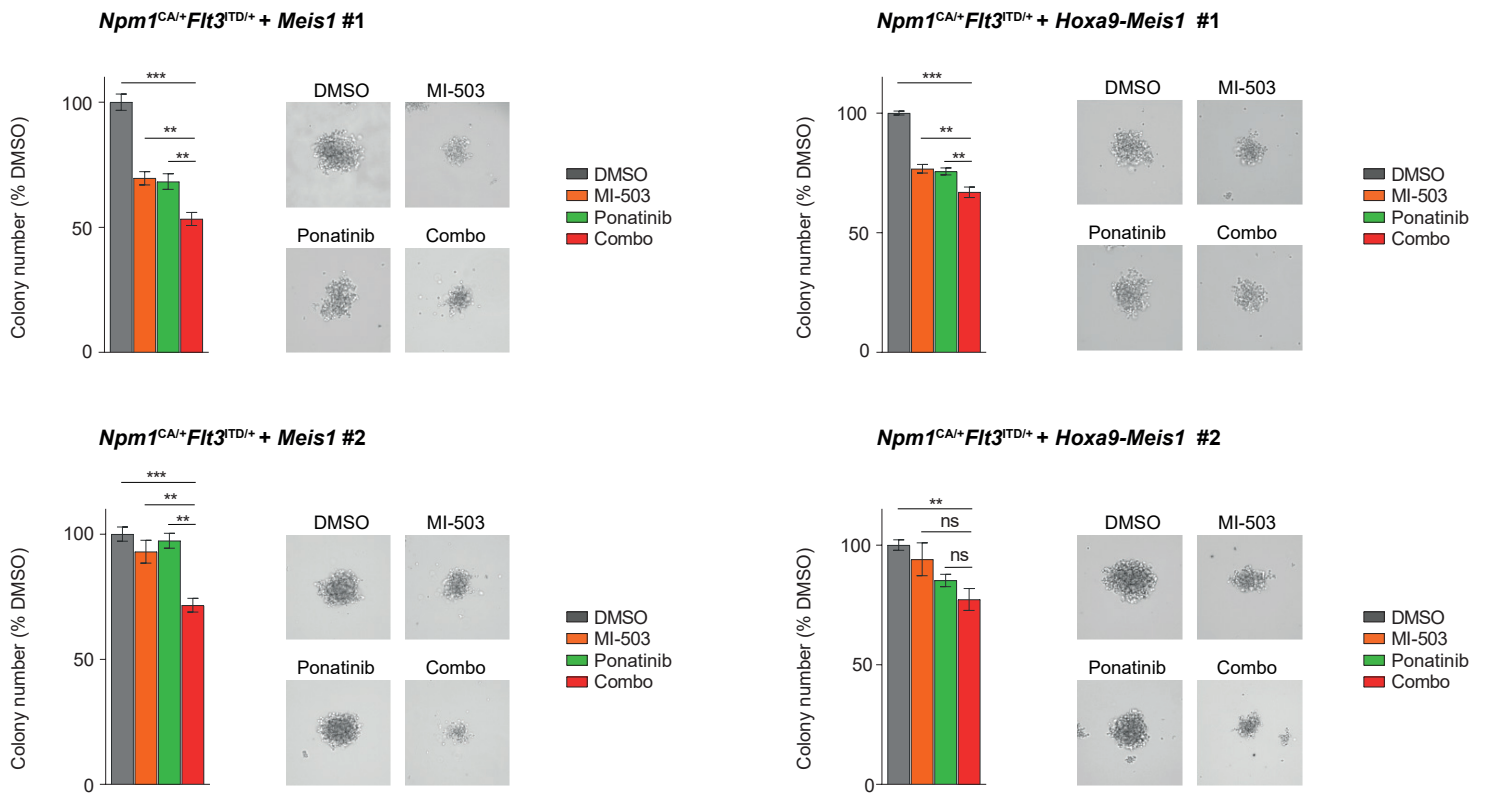 Npm1CA/+Flt3ITD/+ + Meis1 #1
Colony number (% DMSO)
100
50
0
***
**
**
DMSO MI-503
Ponatinib Combo
DMSO
MI-503
Ponatinib
Combo
Npm1CA/+Flt3ITD/+ + Hoxa9-Meis1 #1
Colony number (% DMSO)
100
50
0
***
**
**
DMSO MI-503
Ponatinib Combo
DMSO
MI-503
Ponatinib
Combo
Npm1CA/+Flt3ITD/+ + Meis1 #2
Colony number (% DMSO)
100
50
0
***
**
**
DMSO MI-503
Ponatinib Combo
DMSO
MI-503
Ponatinib
Combo
Npm1CA/+Flt3ITD/+ + Hoxa9-Meis1 #2
Colony number (% DMSO)
100
50
0
**
ns
ns
DMSO MI-503
Ponatinib Combo
DMSO
MI-503
Ponatinib
Combo